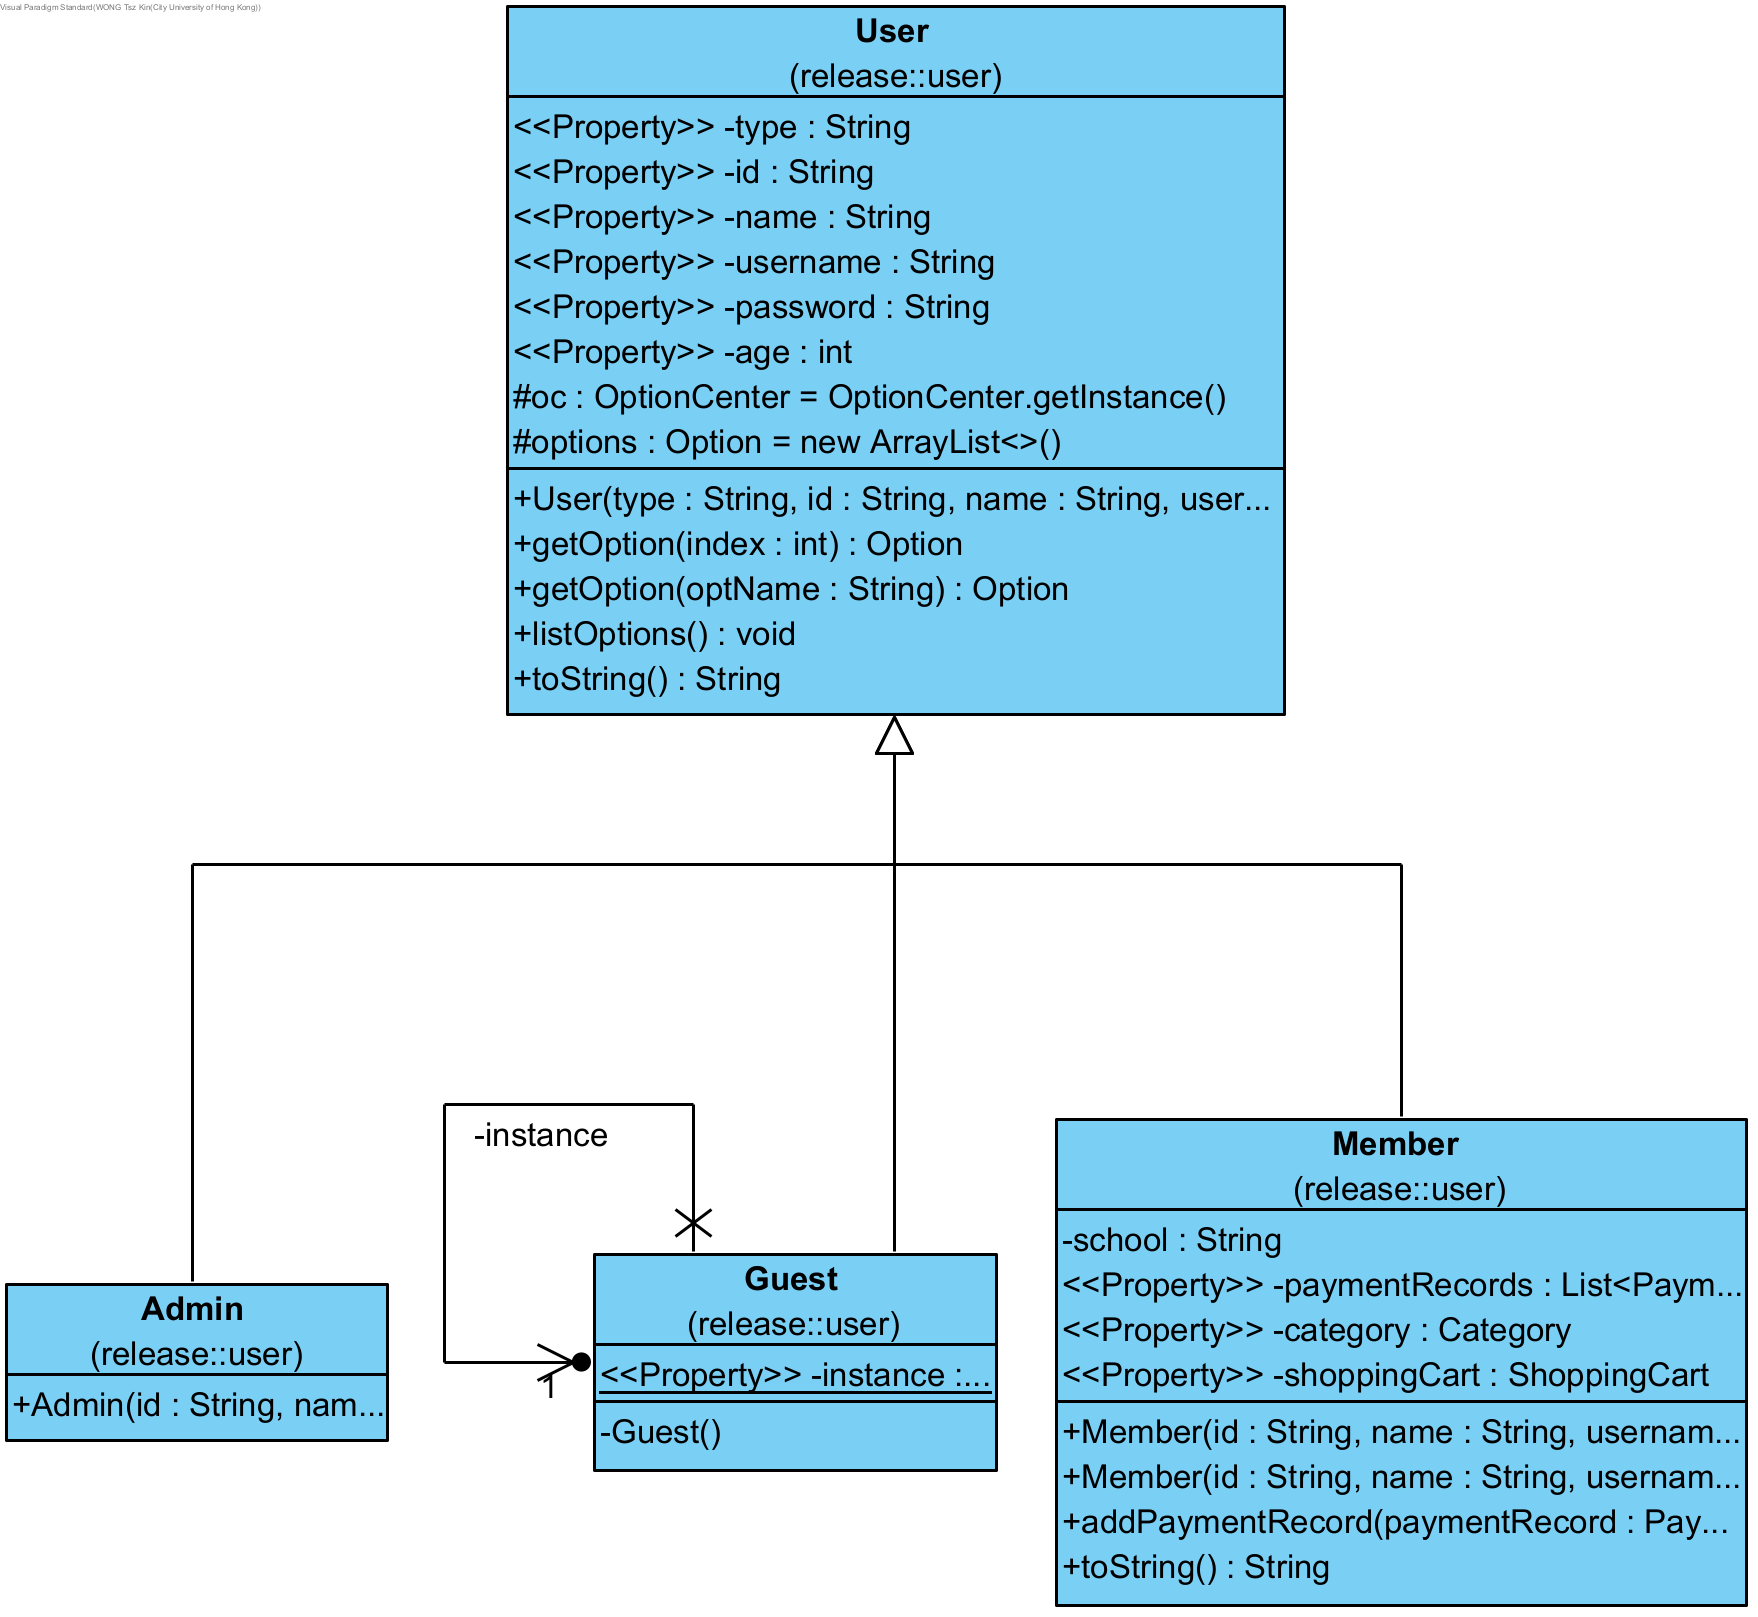 Visual Paradigm Standard(WONG Tsz Kin(City University of Hong Kong))
User
(release::user)
<<Property>> -type : String
<<Property>> -id : String
<<Property>> -name : String
<<Property>> -username : String
<<Property>> -password : String
<<Property>> -age : int
#oc : OptionCenter = OptionCenter.getInstance()
#options : Option = new ArrayList<>()
+User(type : String, id : String, name : String, user...
+getOption(index : int) : Option
+getOption(optName : String) : Option
+listOptions() : void
+toString() : String
-instance
1
Admin
(release::user)
+Admin(id : String, nam...
Guest
(release::user)
<<Property>> -instance :...
-Guest()
Member
(release::user)
-school : String
<<Property>> -paymentRecords : List<Paym...
<<Property>> -category : Category
<<Property>> -shoppingCart : ShoppingCart
+Member(id : String, name : String, usernam...
+Member(id : String, name : String, usernam...
+addPaymentRecord(paymentRecord : Pay...
+toString() : String